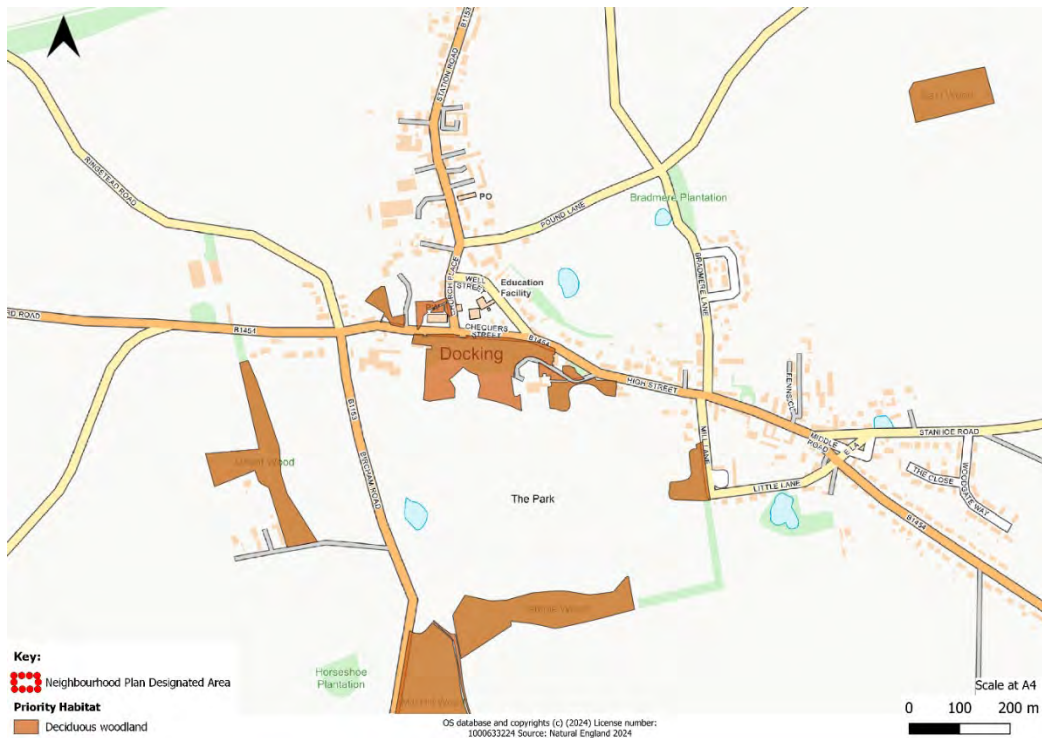 B1153
STATION ROAD
RINGSTEAD ROAD
PO
POUND LANE
Bradmere Plantation
BRADMERE LANE
CHURCH PLACE
WELL STREET
Education
Facility
CHEQUERS
STREET
B1454
RD ROAD
B1454
Docking
HIGH STREET
B1153
BIRCHAM ROAD
MILL LANE
MIDDLE
ROAD
STANHOE ROAD
THE CLOSE
WOODGATE WAY
LITTLE LANE
B1454
The Park
Horseshoe
Plantation
Key:
Neighbourhood Plan Designated Area
Priority Habitat
Deciduous woodland
OS database and copyrights (c) (2024) License number:
1000633224 Source: Natural England 2024
Scale at A4
0 100 200 m